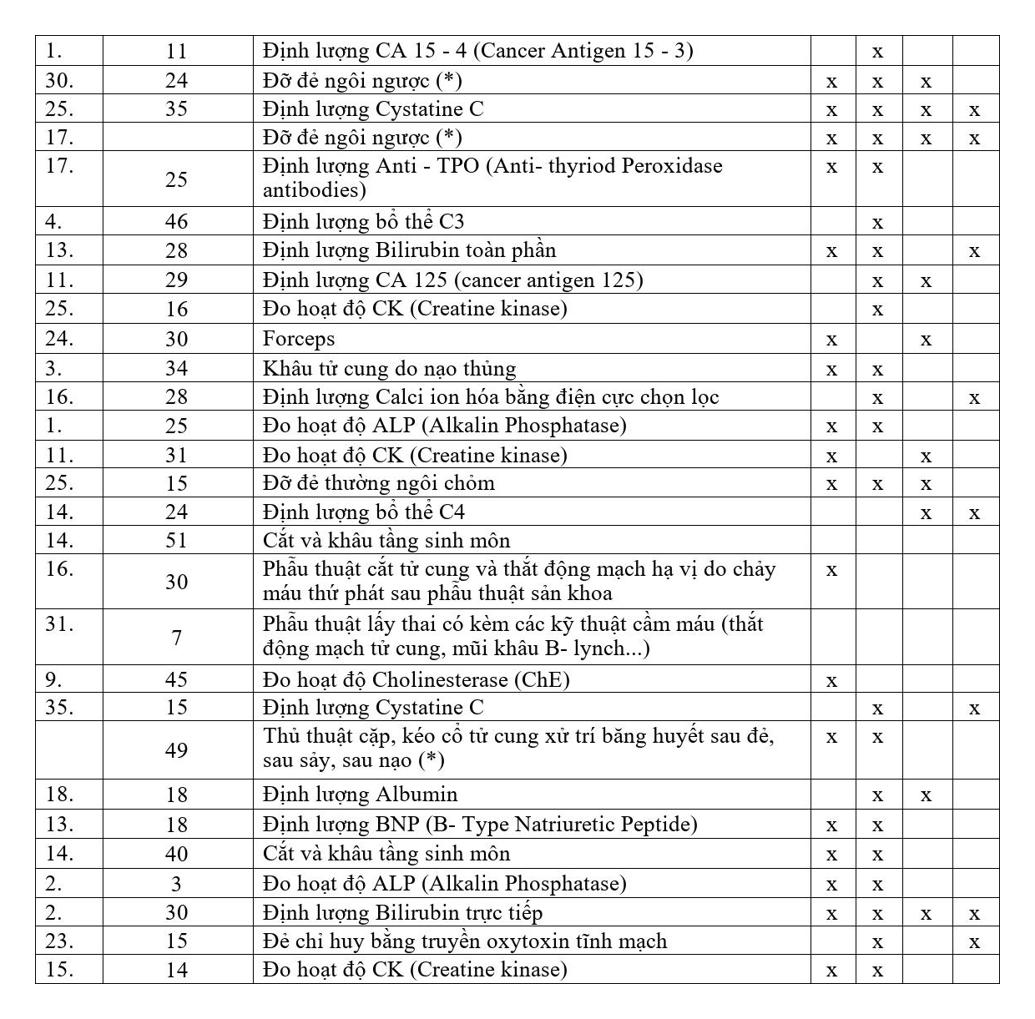 1. 11 Định lượng CA 15 - 4 (Cancer Antigen 15 - 3) x
30. 24 Đỡ đẻ ngôi ngược (*) x x x
25. 35 Định lượng Cystatine C x x x x
17. Đỡ đẻ ngôi ngược (*) x x x x
17. 25 Định lượng Anti - TPO (Anti- thyriod Peroxidase x x
antibodies)
4. 46 Định lượng bổ thể C3 x
13. 28 Định lượng Bilirubin toàn phần x x x
11. 29 Định lượng CA 125 (cancer antigen 125) x x
25. 16 Đo hoạt độ CK (Creatine kinase) x
24. 30 Forceps x x
3. 34 Khâu tử cung do nạo thủng x x
16. 28 Định lượng Calci ion hóa bằng điện cực chọn lọc x x
1. 25 Đo hoạt độ ALP (Alkalin Phosphatase) x x
11. 31 Đo hoạt độ CK (Creatine kinase) x x
25. 15 Đỡ đẻ thường ngôi chỏm x x x
14. 24 Định lượng bổ thể C4 x x
14. 51 Cắt và khâu tầng sinh môn
16. 30 Phẫu thuật cắt tử cung và thắt động mạch hạ vị do chảy x
máu thứ phát sau phẫu thuật sản khoa
31. 7 Phẫu thuật lấy thai có kèm các kỹ thuật cầm máu (thắt
động mạch tử cung, mũi khâu B- lynch...)
9. 45 Đo hoạt độ Cholinesterase (ChE) x
35. 15 Định lượng Cystatine C x x
49 Thủ thuật cặp, kéo cổ tử cung xử trí băng huyết sau đẻ, x x
sau sảy, sau nạo (*)
18. 18 Định lượng Albumin x x
13. 18 Định lượng BNP (B- Type Natriuretic Peptide) x x
14. 40 Cắt và khâu tầng sinh môn x x
2. 3 Đo hoạt độ ALP (Alkalin Phosphatase) x x
2. 30 Định lượng Bilirubin trực tiếp x x x x
23. 15 Đẻ chỉ huy bằng truyền oxytoxin tĩnh mạch x x
15. 14 Đo hoạt độ CK (Creatine kinase) x x